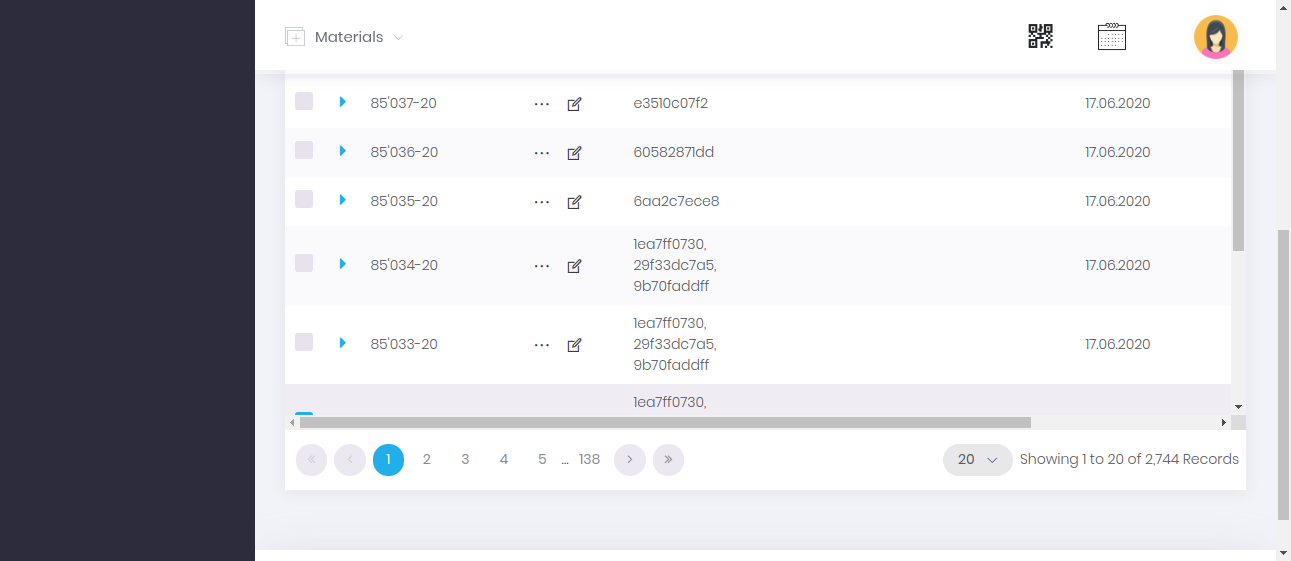 Materials
85'037-20 ... e3510c07f2 17.06.2020
85'036-20 ... 60582871dd 17.06.2020
85'035-20 ... 6aa2c7ece8 17.06.2020
1ea7ff0730,
85'034-20 ... 29f33dc7a5, 17.06.2020
9b70faddff
1ea7ff0730,
85'033-20 ... 29f33dc7a5, 17.06.2020
9b70faddff
1ea7ff0730,
« ‹ 1 2 3 4 5 ... 138 › » 20 Showing 1 to 20 of 2,744 Records